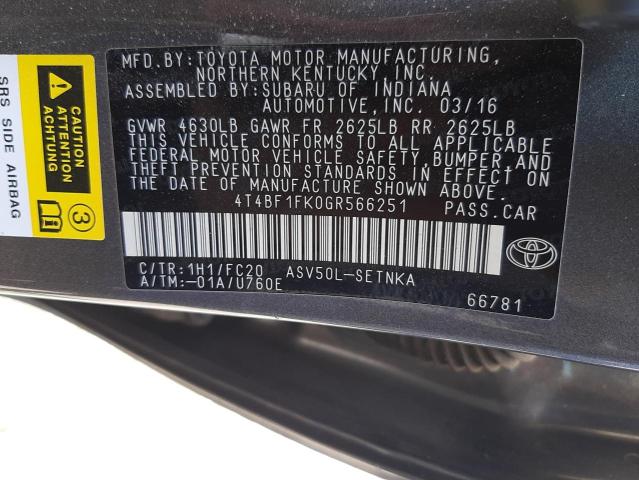 MFD.BY:TOYOTA MOTOR MANUFACTURING,
NORTHERN KENTUCKY,INC.
ASSEMBLED BY:SUBARU OF INDIANA
AUTOMOTIVE,INC 03/16
GVWR 4630LB GAWR FR 2625LB RR 2625LB
THIS VEHICLE CONFORMS TO ALL APPLICABLE
FEDERAL MOTOR VEHICLE SAFETY, BUMPER,AND
THEFT PREVENTION STANDARDS IN EFFECT ON
THE DATE OF MANUFACTURE SHOWN ABOVE.
4T4BF1FK0GR566251 PASS.CAR
C/TR:1H1/FC20 ASV50L-SETNKA
A/TM:-01A/U760E
66781
SRS SIDE AIRBAG
CAUTION
ATTENTION
ACHTUNG
3